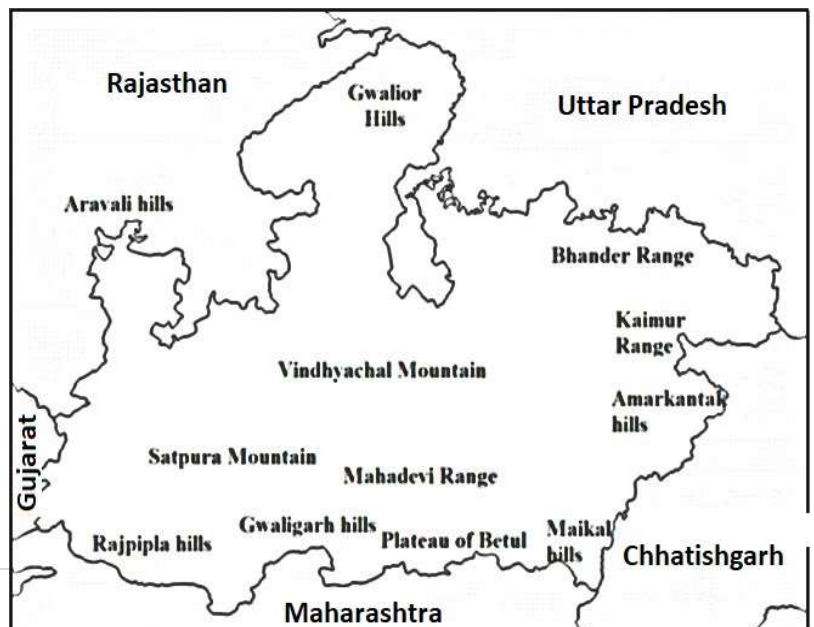 Rajasthan
Gwalior
Hills
Uttar Pradesh
Aravali hills
Bhander Range
Kaimur
Range
Vindhyachal Mountain
Amarkantak
hills
Gujarat
Satpura Mountain
Mahadevi Range
Rajpipla hills
Gwaligarh hills
Plateau of Betul
Maikal
hills
Chhatishgarh
Maharashtra